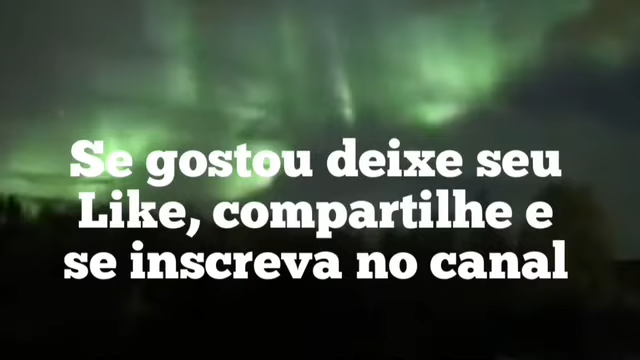 Se gostou deixe seu
Like, compartilhe e
se inscreva no canal